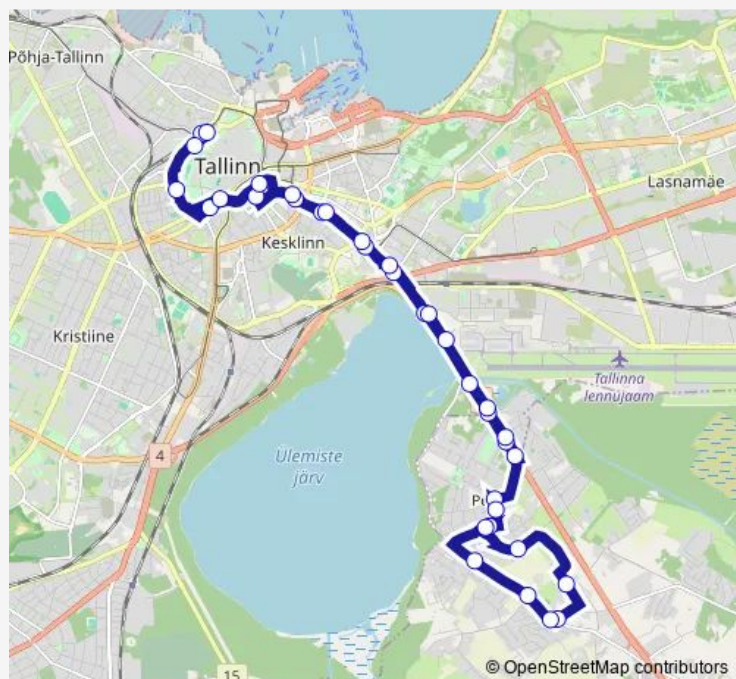 Põhja-Tallinn
Tallinn
Lasnamäe
Kesklinn
Kristiine
Tallinna
lennujaam
4
Ülemiste
järv
15
© OpenStreetMap contributors